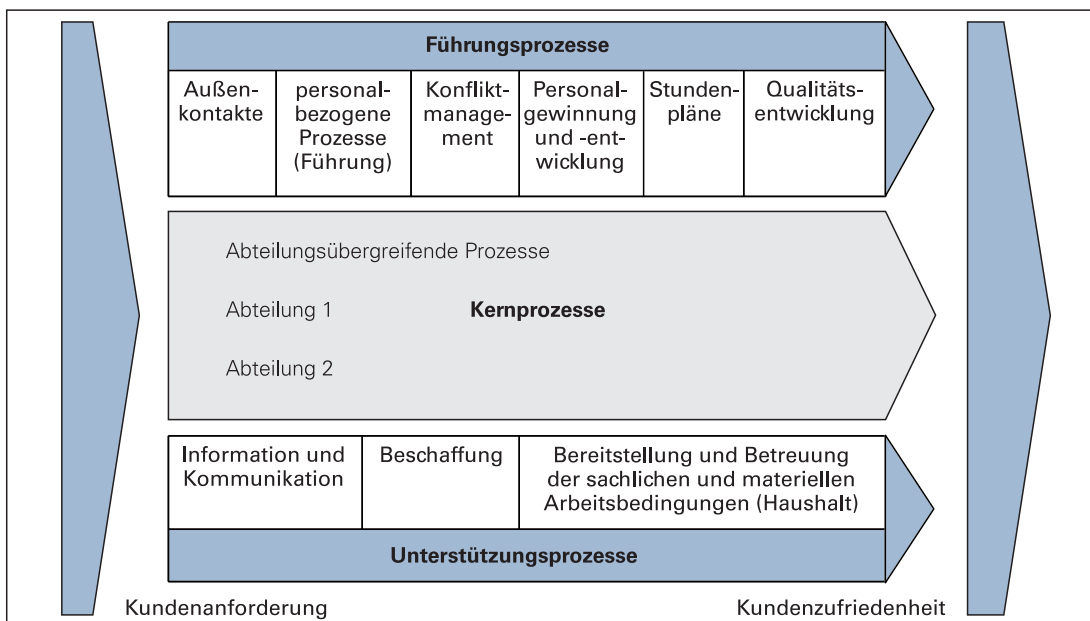 Führungsprozesse
Außen-
kontakte
personal-
bezogene
Prozesse
(Führung)
Konflikt-
manage-
ment
Personal-
gewinnung
und -ent-
wicklung
Stunden-
pläne
Qualitäts-
entwicklung
Abteilungsübergreifende Prozesse
Abteilung 1
Kernprozesse
Abteilung 2
Information und
Kommunikation
Beschaffung
Bereitstellung und Betreuung
der sachlichen und materiellen
Arbeitsbedingungen (Haushalt)
Unterstützungsprozesse
Kundenanforderung
Kundenzufriedenheit